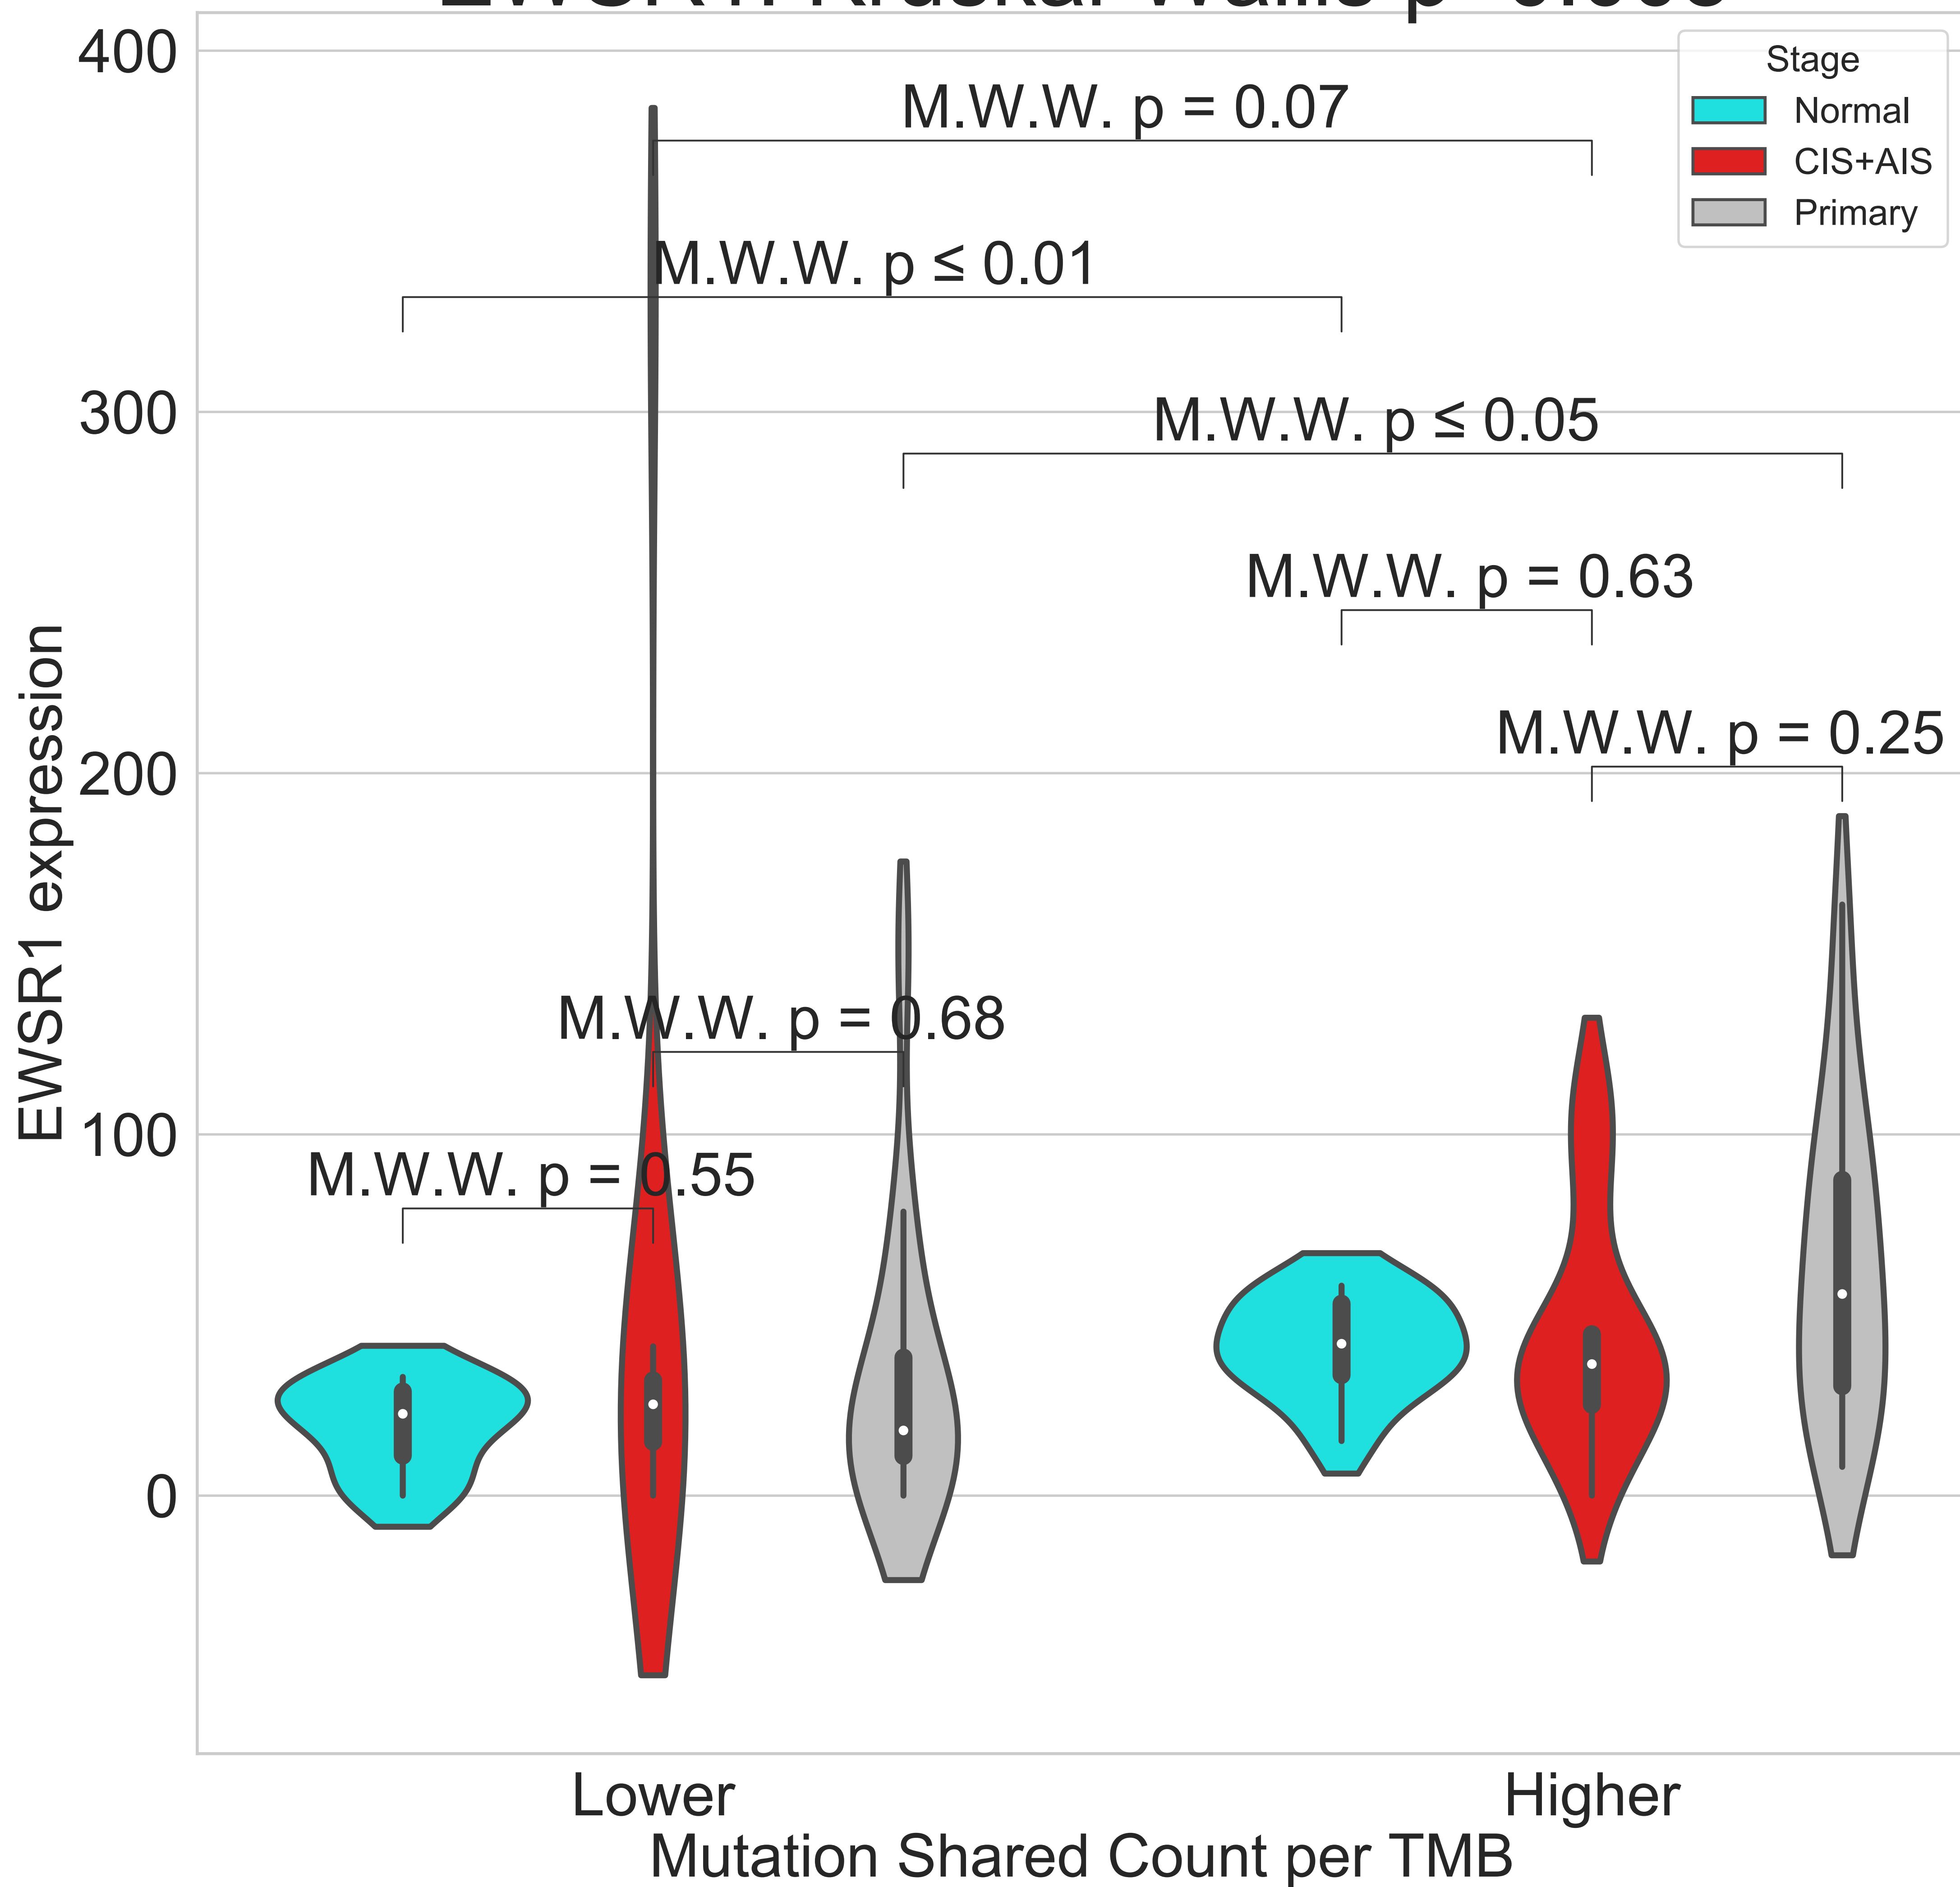 400
300
200
100
0
EWSR1 expression
M.W.W. p = 0.07
M.W.W. p ≤ 0.01
M.W.W. p ≤ 0.05
M.W.W. p = 0.63
M.W.W. p = 0.25
M.W.W. p = 0.68
M.W.W. p = 0.55
Stage
Normal
CIS+AIS
Primary
Lower
Higher
Mutation Shared Count per TMB